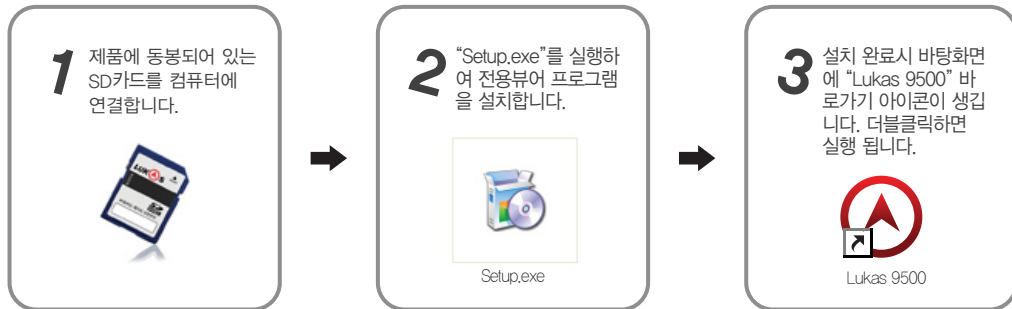 1
제품에 동봉되어 있는
SD카드를 컴퓨터에
연결합니다.
LUKAS
2
“Setup.exe”를 실행하
여 전용뷰어 프로그램
을 설치합니다.
Setup.exe
3
설치 완료시 바탕화면
에 “Lukas 9500” 바
로가기 아이콘이 생깁
니다. 더블클릭하면
실행 됩니다.
Lukas 9500